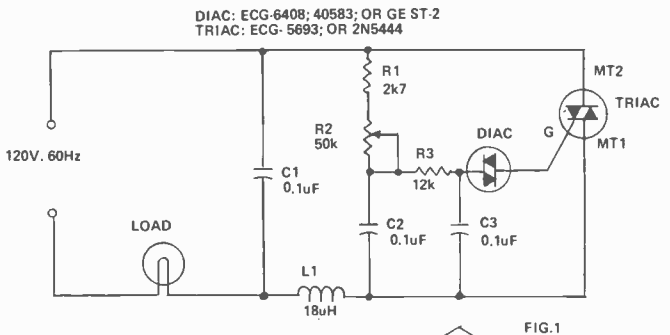 DIAC: ECG-6408; 40583; OR GE ST-2
TRIAC: ECG-5693; OR 2N5444
R1
2k7
MT2
TRIAC
R2
50k
DIAC
G
MT1
120V. 60Hz
C1
0.1uF
R3
12k
LOAD
C2
0.1uF
C3
0.1uF
L1
18uH
FIG.1